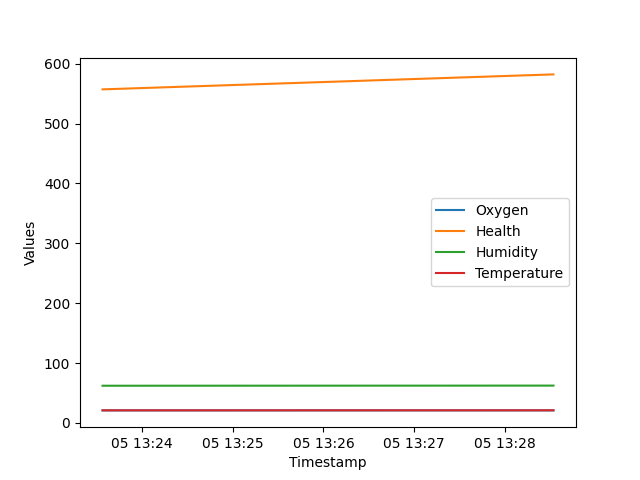 600
500
400
300
200
100
0
Values
Oxygen
Health
Humidity
Temperature
05 13:24 05 13:25 05 13:26 05 13:27 05 13:28
Timestamp